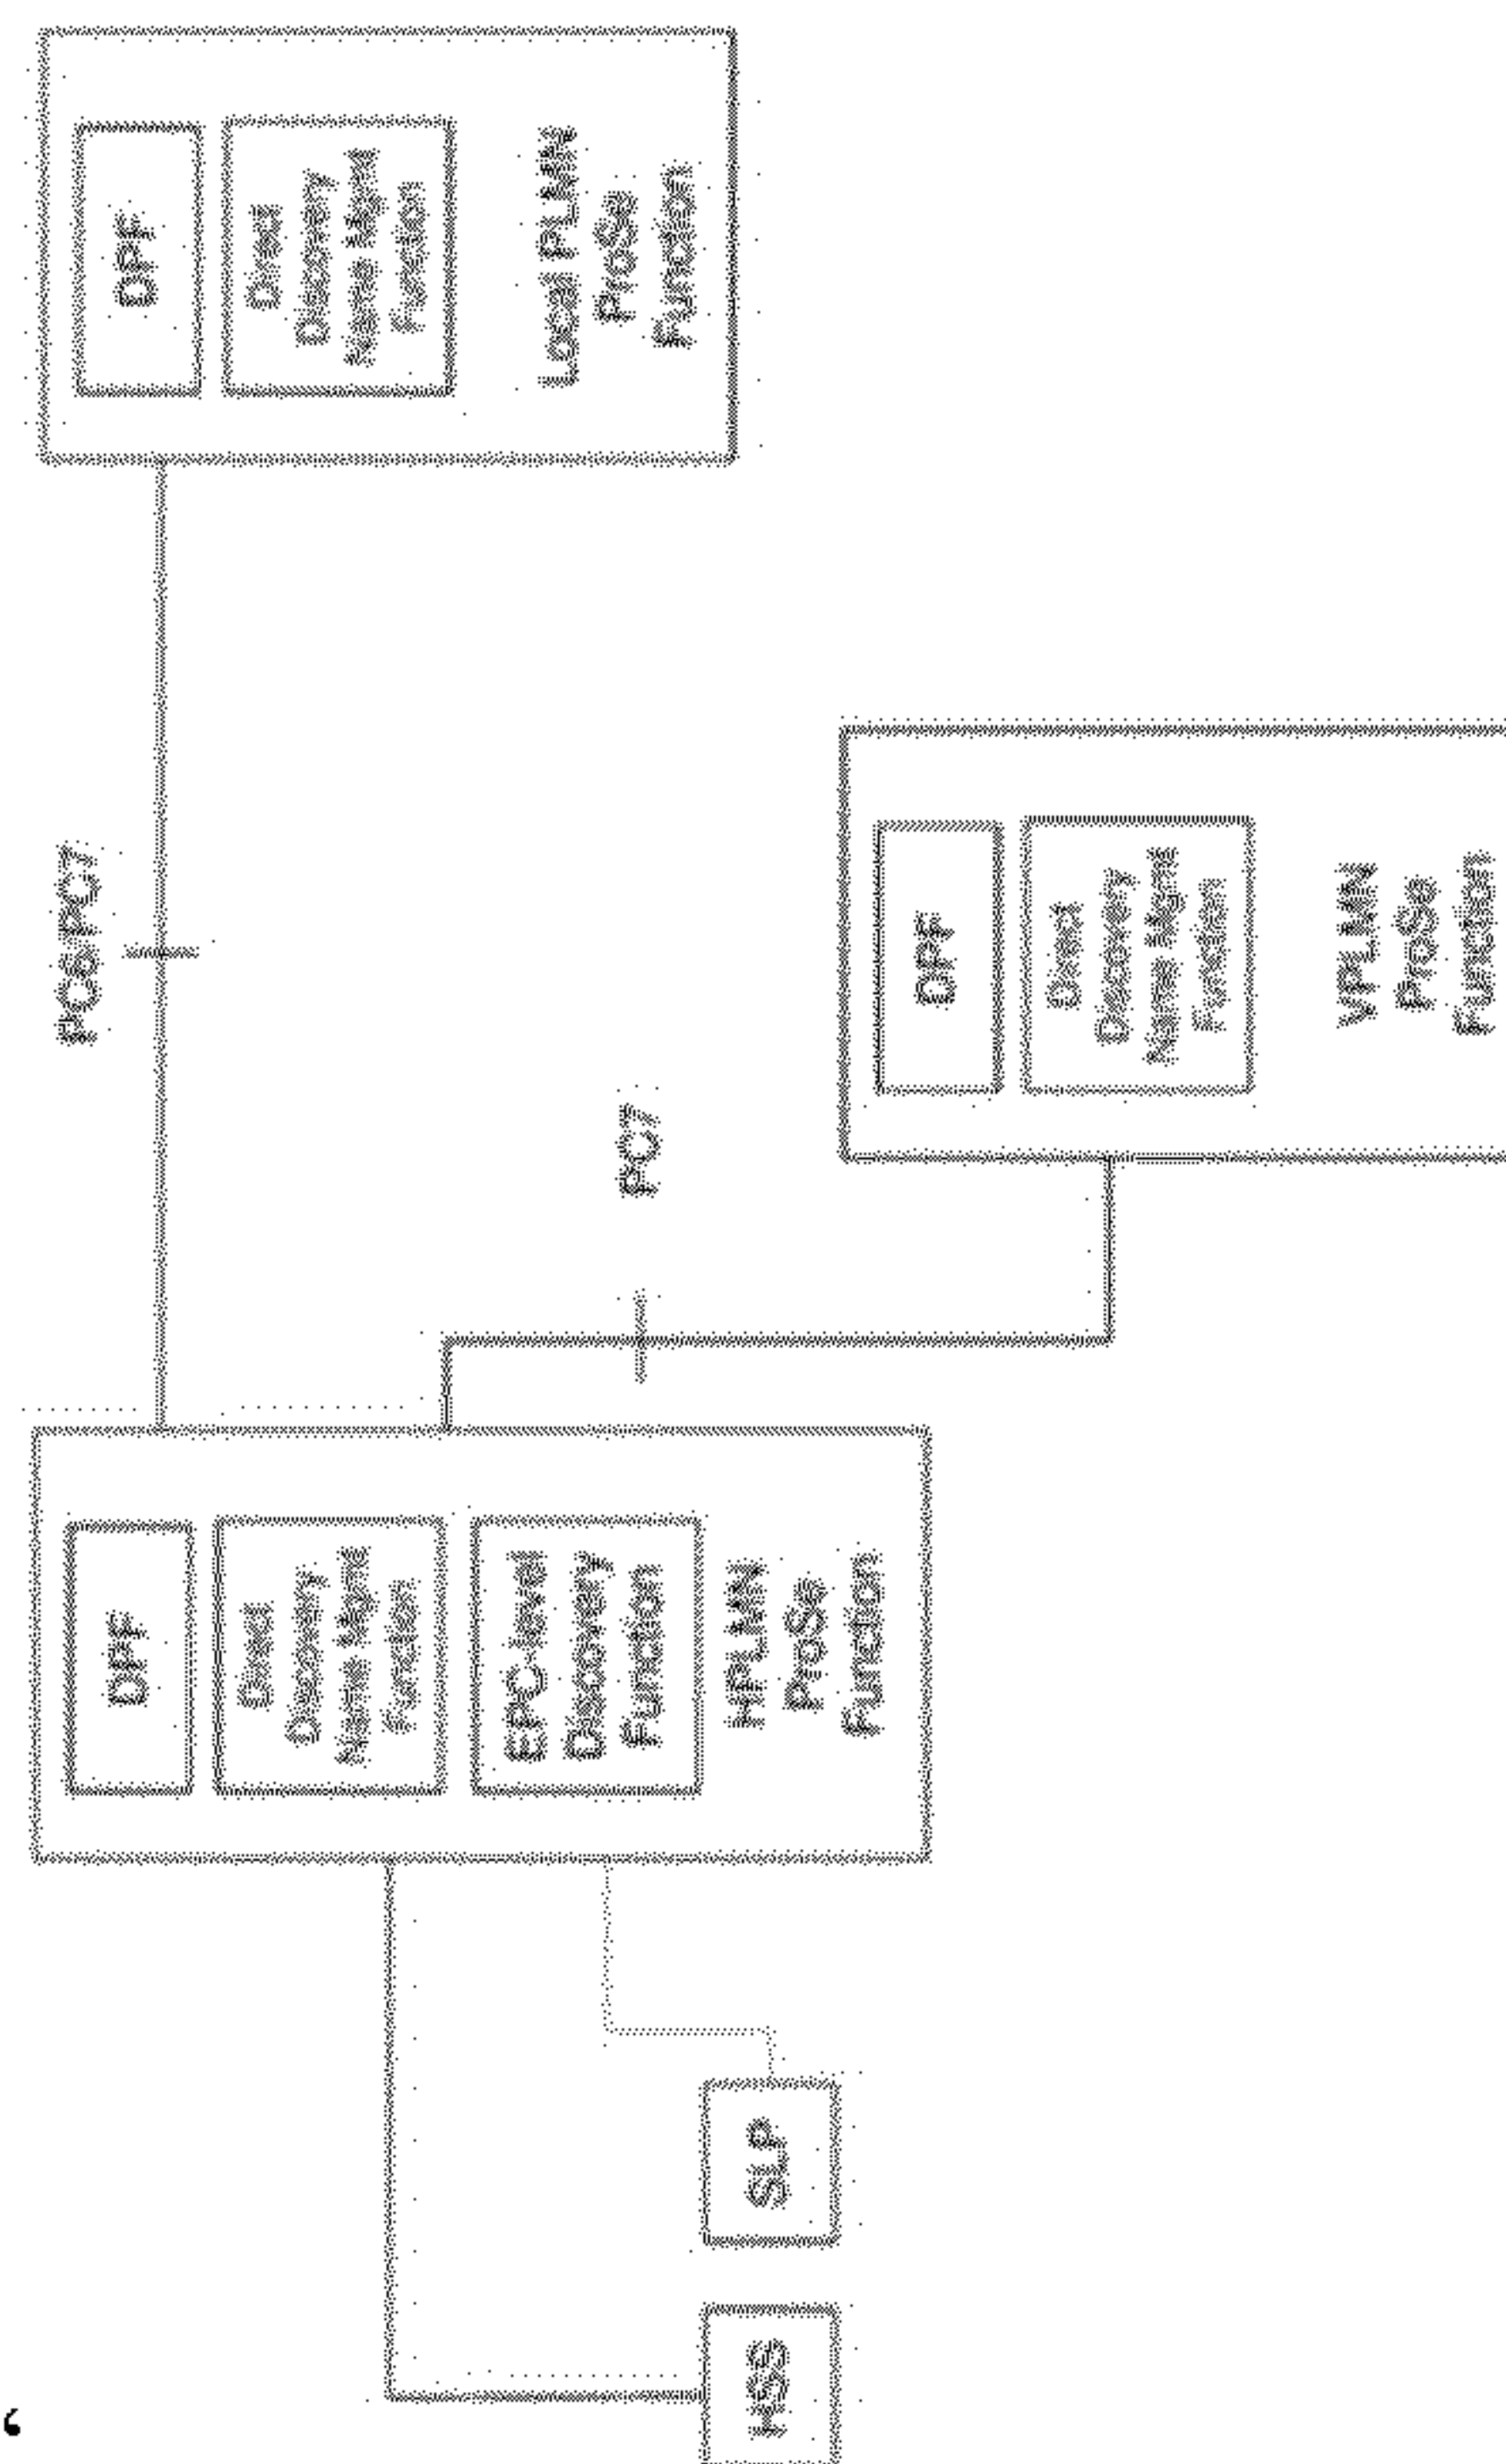 DPF
Direct
Discovery
Name Mgmt
Function
Local PLMN
ProSe
Function
PC6/PC7
DPF
Direct
Discovery
Name Mgmt
Function
VPLMN
ProSe
Function
PC7
DPF
Direct
Discovery
Name Mgmt
Function
EPC-level
Discovery
Function
HPLMN
ProSe
Function
SLP
HSS